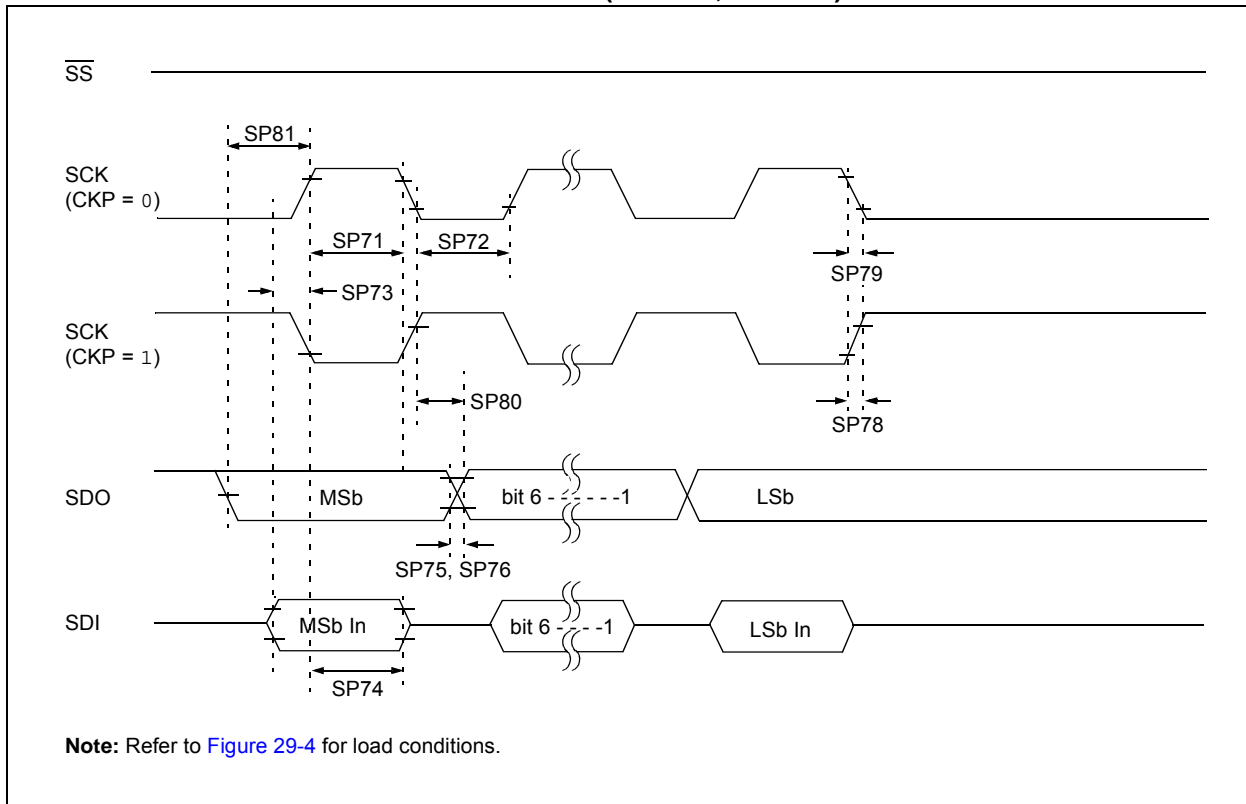 SS
SP81
SCK
(CKP = 0)
SP71
SP72
SP79
SP73
SCK
(CKP = 1)
SP80
SP78
SDO
MSb
bit 6 - - - - - -1
LSb
SP75, SP76
SDI
MSb In
bit 6 - - - -1
LSb In
SP74
Note: Refer to Figure 29-4 for load conditions.